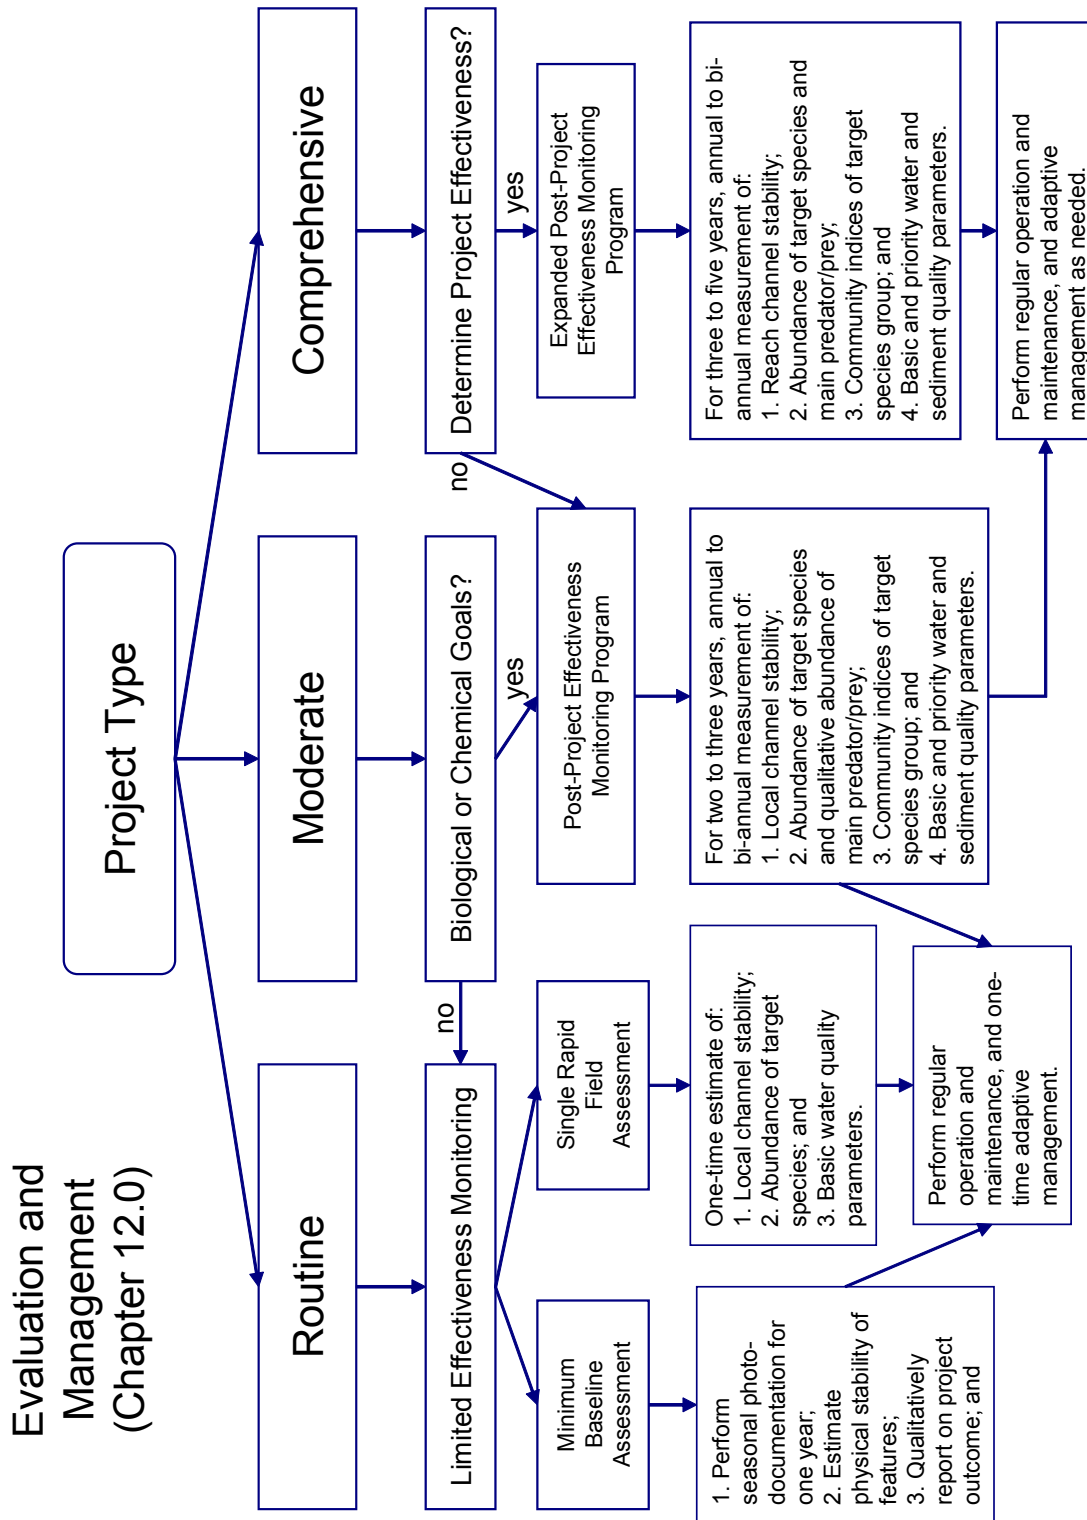 Evaluation and
Management
(Chapter 12.0)
Project Type
Routine
Moderate
Comprehensive
Limited Effectiveness Monitoring
no
Biological or Chemical Goals?
yes
no
Determine Project Effectiveness?
yes
Minimum
Baseline
Assessment
Single Rapid
Field
Assessment
Post-Project Effectiveness
Monitoring Program
Expanded Post-Project
Effectiveness Monitoring
Program
1. Perform
seasonal photo-
documentation for
one year;
2. Estimate
physical stability of
features;
3. Qualitatively
report on project
outcome; and
One-time estimate of:
1. Local channel stability;
2. Abundance of target
species; and
3. Basic water quality
parameters.
For two to three years, annual to
bi-annual measurement of:
1. Local channel stability;
2. Abundance of target species
and qualitative abundance of
main predator/prey;
3. Community indices of target
species group; and
4. Basic and priority water and
sediment quality parameters.
For three to five years, annual to bi-
annual measurement of:
1. Reach channel stability;
2. Abundance of target species and
main predator/prey;
3. Community indices of target
species group; and
4. Basic and priority water and
sediment quality parameters.
Perform regular
operation and
maintenance, and one-
time adaptive
management.
Perform regular operation and
maintenance, and adaptive
management as needed.